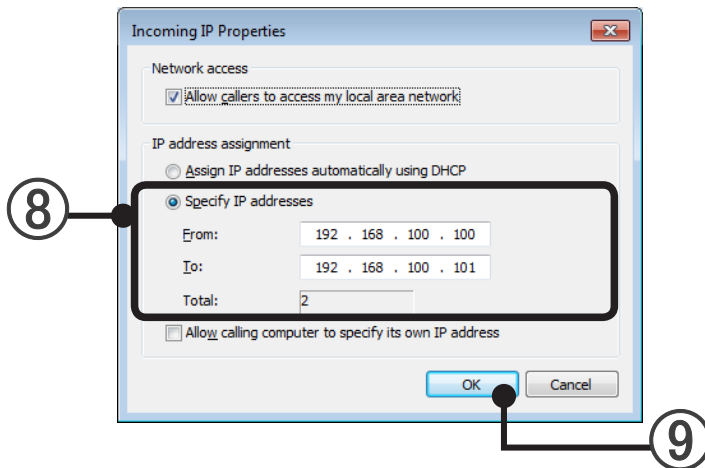 Incoming IP Properties
Network access
Allow callers to access my local area network
IP address assignment
Assign IP addresses automatically using DHCP
8
Specify IP addresses
From: 192 . 168 . 100 . 100
To: 192 . 168 . 100 . 101
Total: 2
Allow calling computer to specify its own IP address
OK Cancel
9